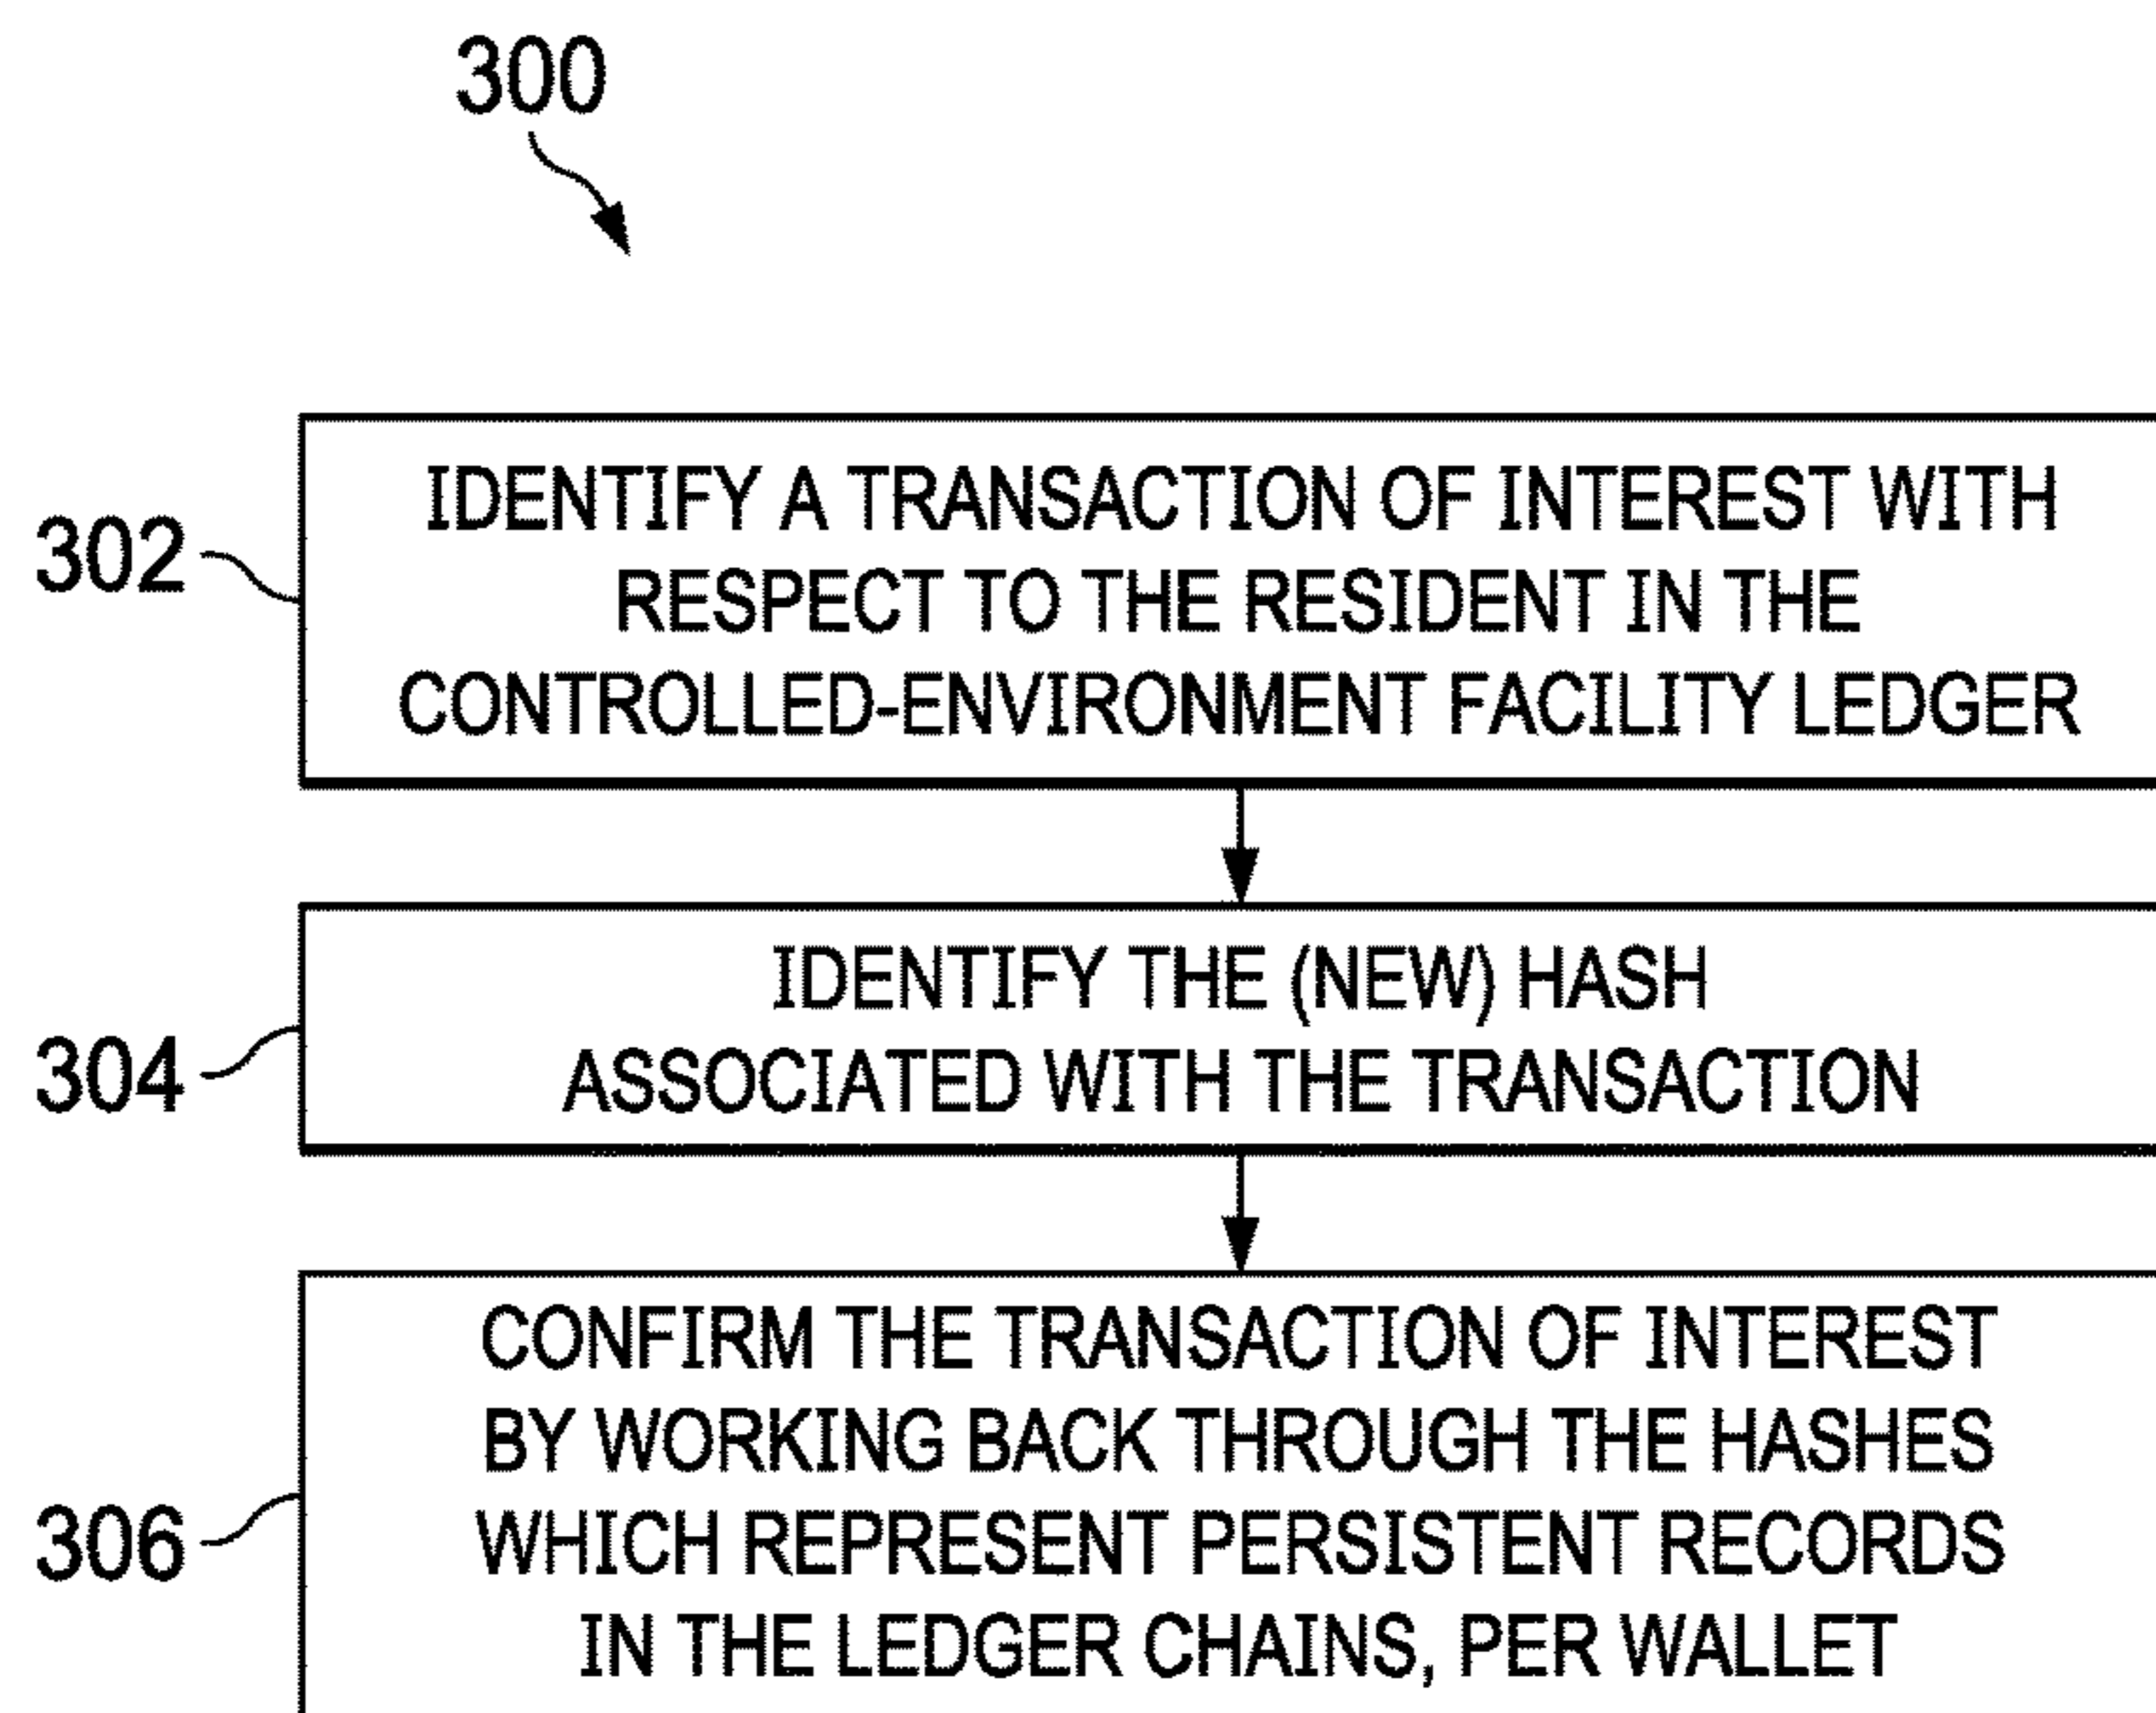 300
302
IDENTIFY A TRANSACTION OF INTEREST WITH
RESPECT TO THE RESIDENT IN THE
CONTROLLED-ENVIRONMENT FACILITY LEDGER
304
IDENTIFY THE (NEW) HASH
ASSOCIATED WITH THE TRANSACTION
306
CONFIRM THE TRANSACTION OF INTEREST
BY WORKING BACK THROUGH THE HASHES
WHICH REPRESENT PERSISTENT RECORDS
IN THE LEDGER CHAINS, PER WALLET